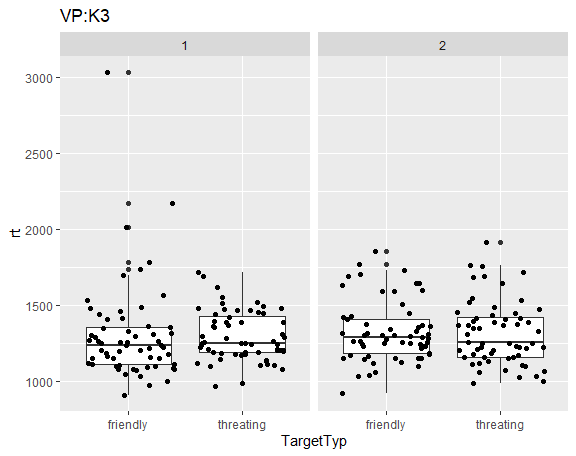 VP:K3
1
2
rt
3000
2500
2000
1500
1000
friendly
threating
friendly
threating
TargetTyp